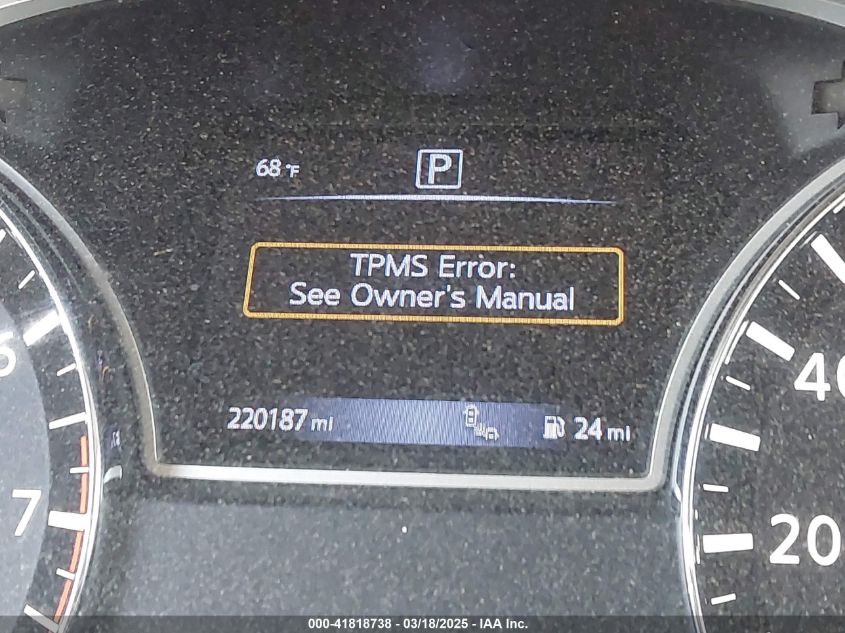 68 °F
P
TPMS Error:
See Owner's Manual
220187 mi
24 mi
40
7
20
000-41818738 - 03/18/2025 - IAA Inc.